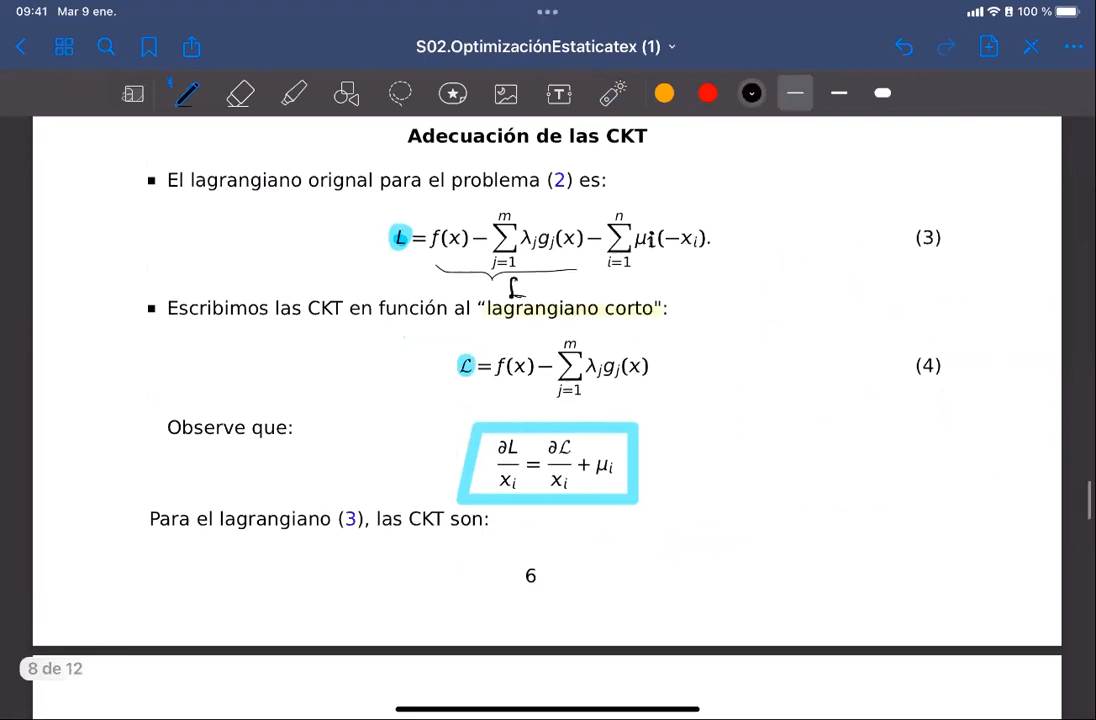 09:41 Mar 9 ene. 100 %
S02.OptimizaciónEstaticatex (1)
Adecuación de las CKT
El lagrangiano orignal para el problema (2) es:
L = f(x) − ∑_{j=1}^{m} λ_j g_j(x) − ∑_{i=1}^{n} μ_i(−x_i). (3)
ℒ
Escribimos las CKT en función al “lagrangiano corto":
ℒ = f(x) − ∑_{j=1}^{m} λ_j g_j(x) (4)
Observe que:
∂L/x_i = ∂ℒ/x_i + μ_i
Para el lagrangiano (3), las CKT son:
6
8 de 12